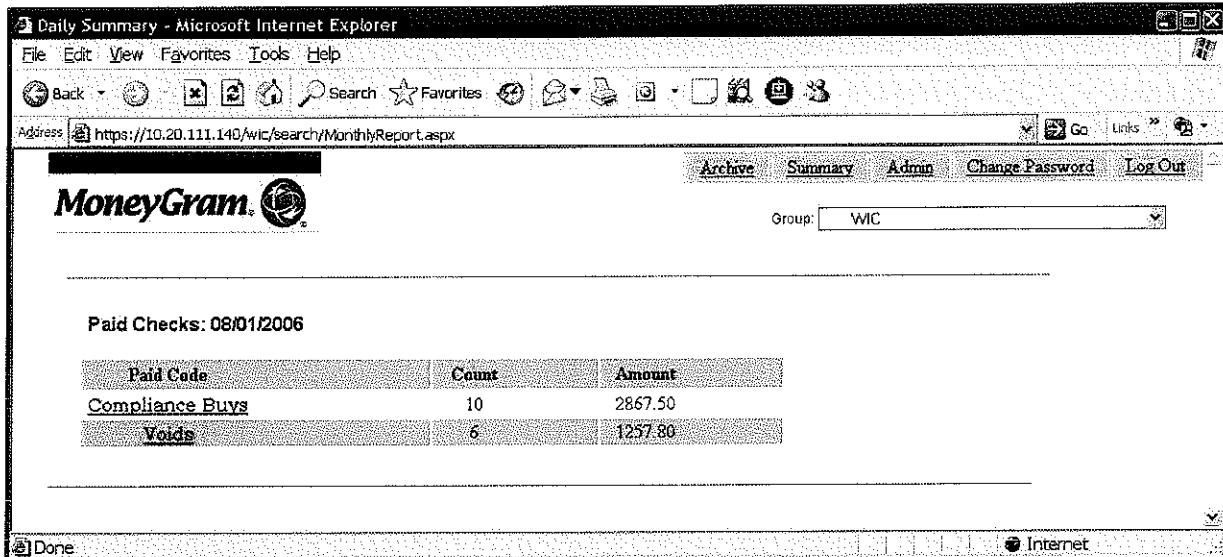 Daily Summary - Microsoft Internet Explorer
File Edit View Favorites Tools Help
Back Search Favorites
Address https://10.20.111.140/wic/search/MonthlyReport.aspx Go Links »
Archive Summary Admin Change Password Log Out
MoneyGram.
Group: WIC
Paid Checks: 08/01/2006
Paid Code Count Amount
Compliance Buys 10 2867.50
Voids 6 1257.80
Done Internet